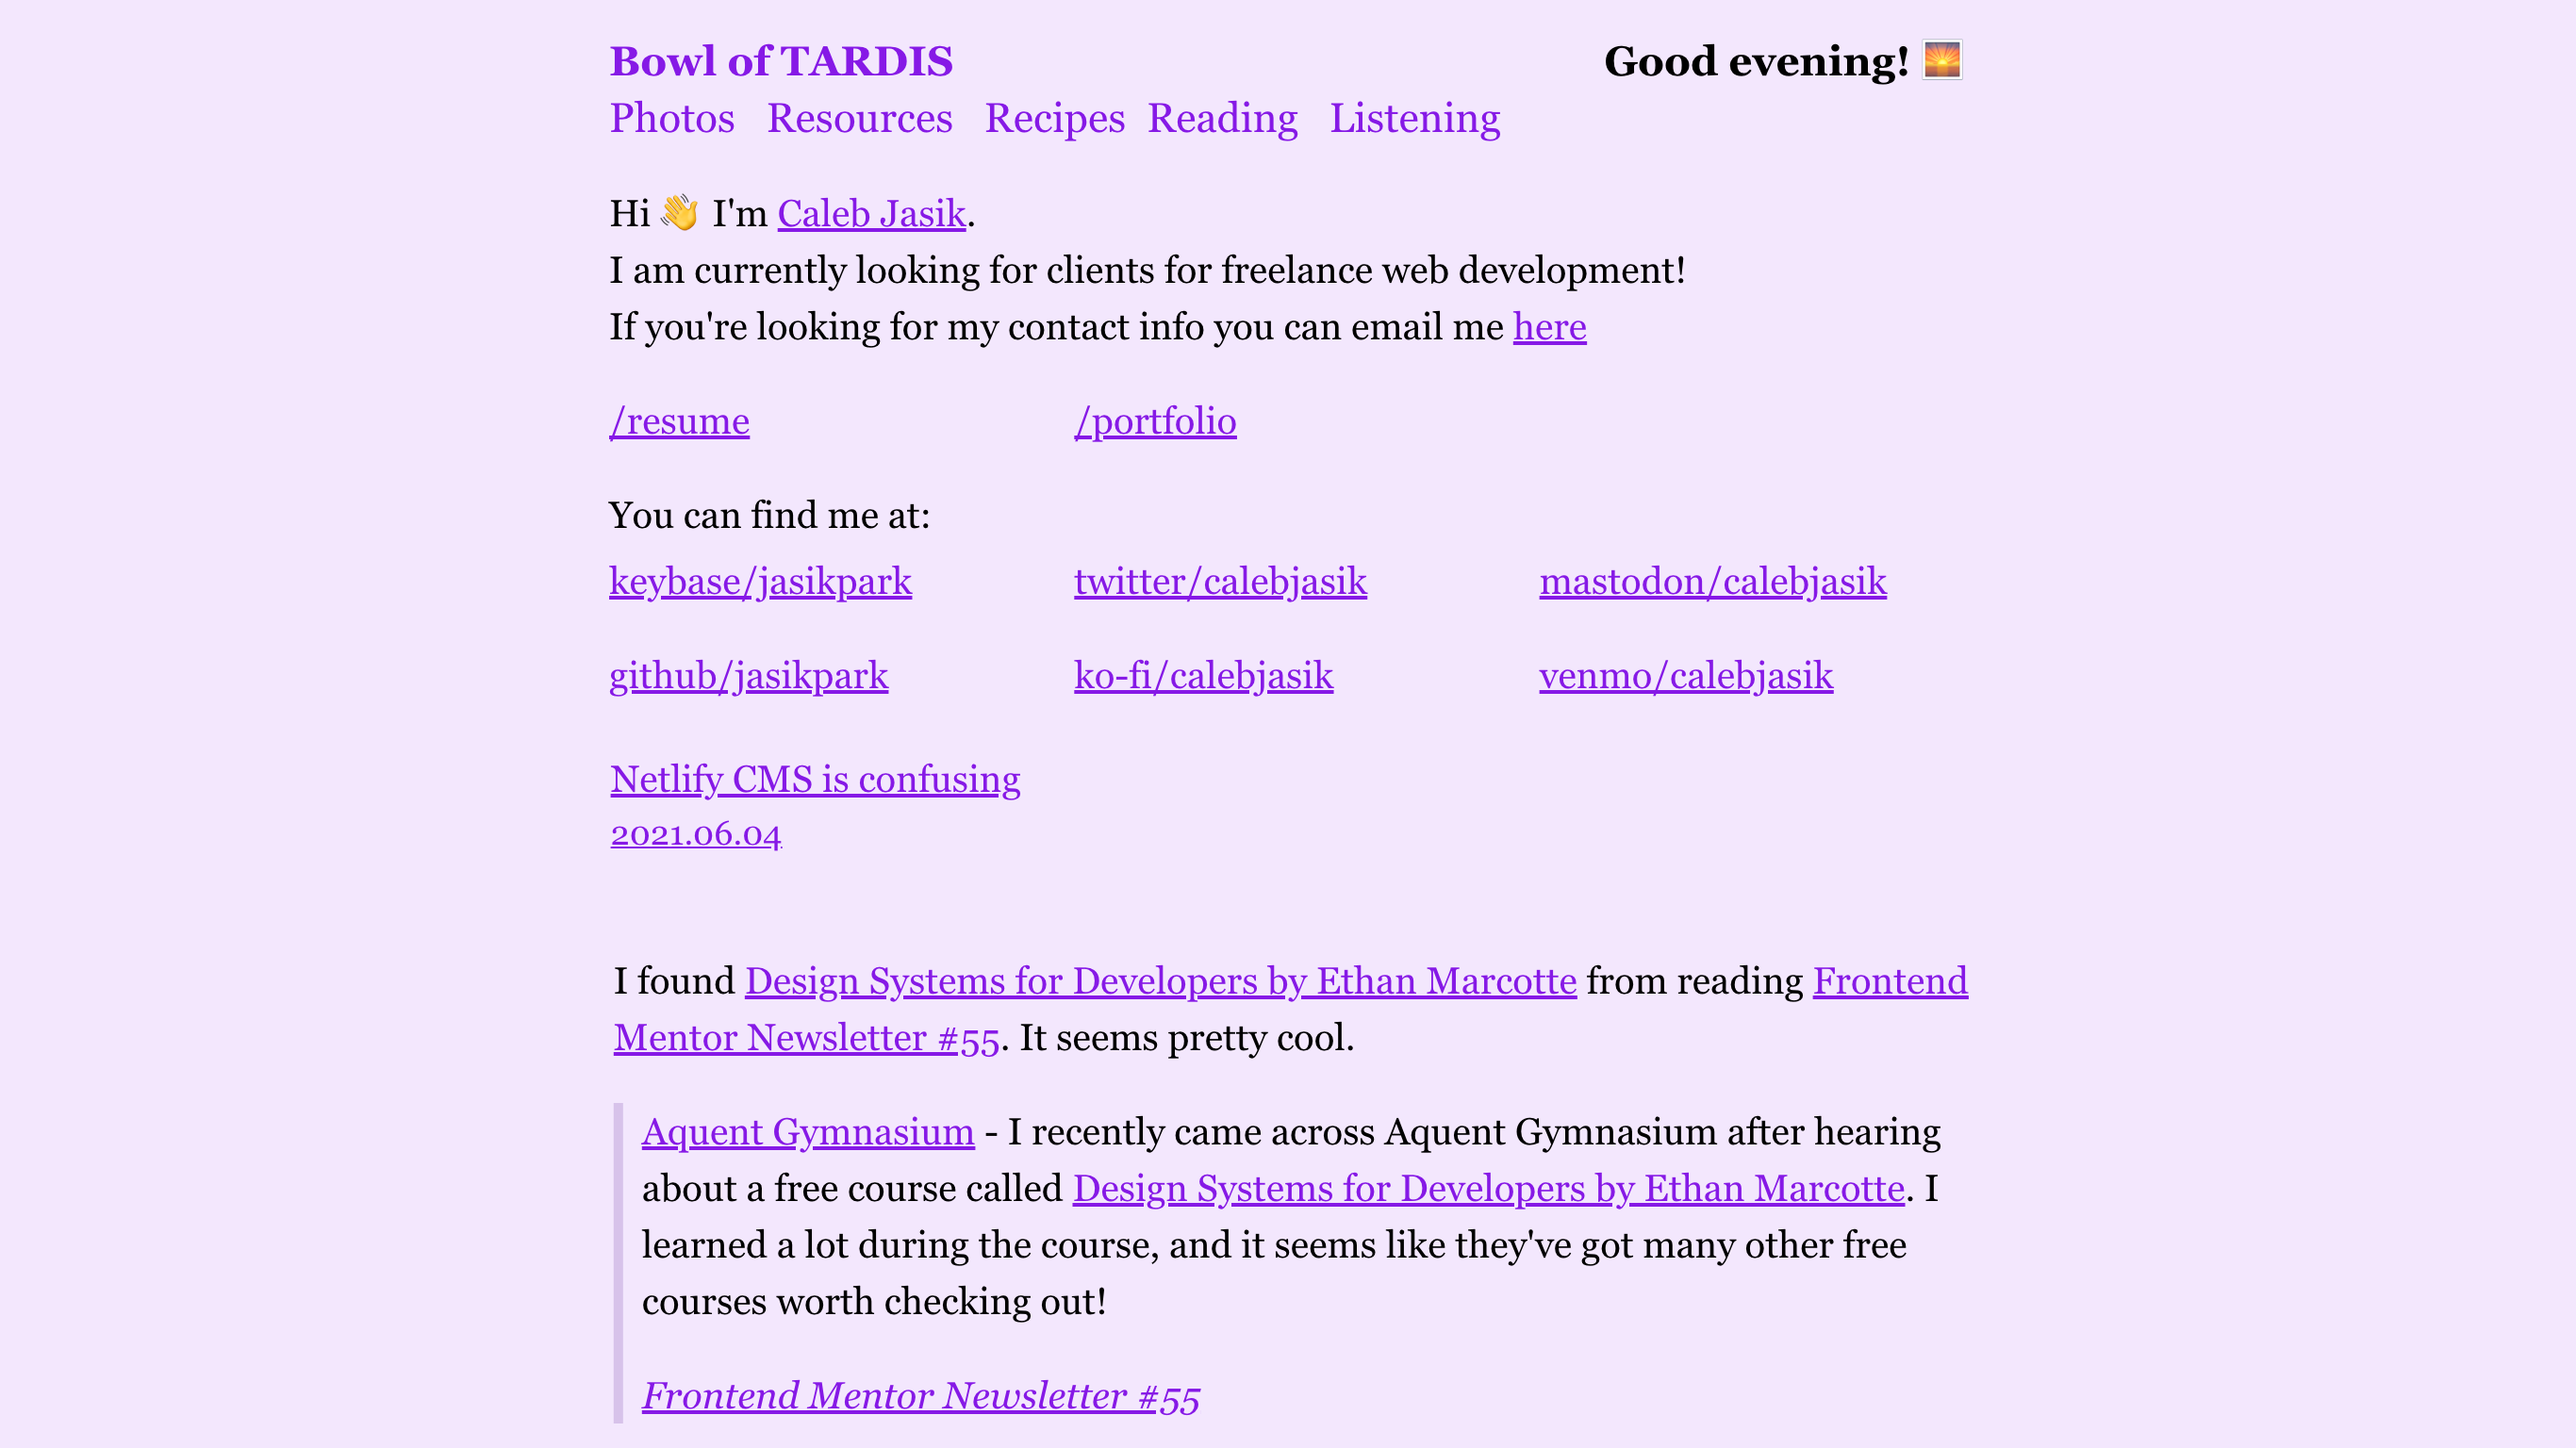 Bowl of TARDIS Good evening! 🌅
Photos Resources Recipes Reading Listening
Hi 👋 I'm Caleb Jasik.
I am currently looking for clients for freelance web development!
If you're looking for my contact info you can email me here
/resume /portfolio
You can find me at:
keybase/jasikpark twitter/calebjasik mastodon/calebjasik
github/jasikpark ko-fi/calebjasik venmo/calebjasik
Netlify CMS is confusing
2021.06.04
I found Design Systems for Developers by Ethan Marcotte from reading Frontend
Mentor Newsletter #55. It seems pretty cool.
Aquent Gymnasium - I recently came across Aquent Gymnasium after hearing
about a free course called Design Systems for Developers by Ethan Marcotte. I
learned a lot during the course, and it seems like they've got many other free
courses worth checking out!
Frontend Mentor Newsletter #55